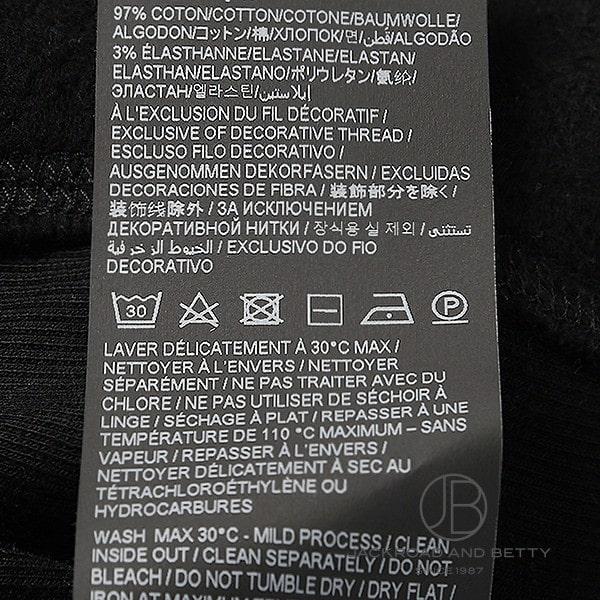 97% COTON/COTTON/COTONE/BAUMWOLLE/
ALGODON/コットン/棉/ХЛОПОК/면/قطن/ALGODÃO
3% ÉLASTHANNE/ELASTANE/ELASTAN/
ELASTHAN/ELASTANO/ポリウレタン/氨纶/
ЭЛАСТАН/엘라스틴/إيلاستين
À L'EXCLUSION DU FIL DÉCORATIF /
EXCLUSIVE OF DECORATIVE THREAD /
ESCLUSO FILO DECORATIVO /
AUSGENOMMEN DEKORFASERN / EXCLUIDAS
DECORACIONES DE FIBRA / 装飾部分を除く /
装饰线除外 / ЗА ИСКЛЮЧЕНИЕМ
ДЕКОРАТИВНОЙ НИТКИ / 장식용 실 제외 / تستثنى
الخيوط الزخرفية / EXCLUSIVO DO FIO
DECORATIVO
30 P
LAVER DÉLICATEMENT À 30°C MAX /
NETTOYER À L'ENVERS / NETTOYER
SÉPARÉMENT / NE PAS TRAITER AVEC DU
CHLORE / NE PAS UTILISER DE SÉCHOIR À
LINGE / SÉCHAGE À PLAT / REPASSER À UNE
TEMPÉRATURE DE 110 °C MAXIMUM – SANS
VAPEUR / REPASSER À L'ENVERS /
NETTOYER DÉLICATEMENT À SEC AU
TÉTRACHLOROÉTHYLÈNE OU
HYDROCARBURES
WASH MAX 30°C - MILD PROCESS / CLEAN
INSIDE OUT / CLEAN SEPARATELY / DO NOT
BLEACH / DO NOT TUMBLE DRY / DRY FLAT /
IRON AT MAXIMUM
JB
JACKROAD AND BETTY
SINCE 1987